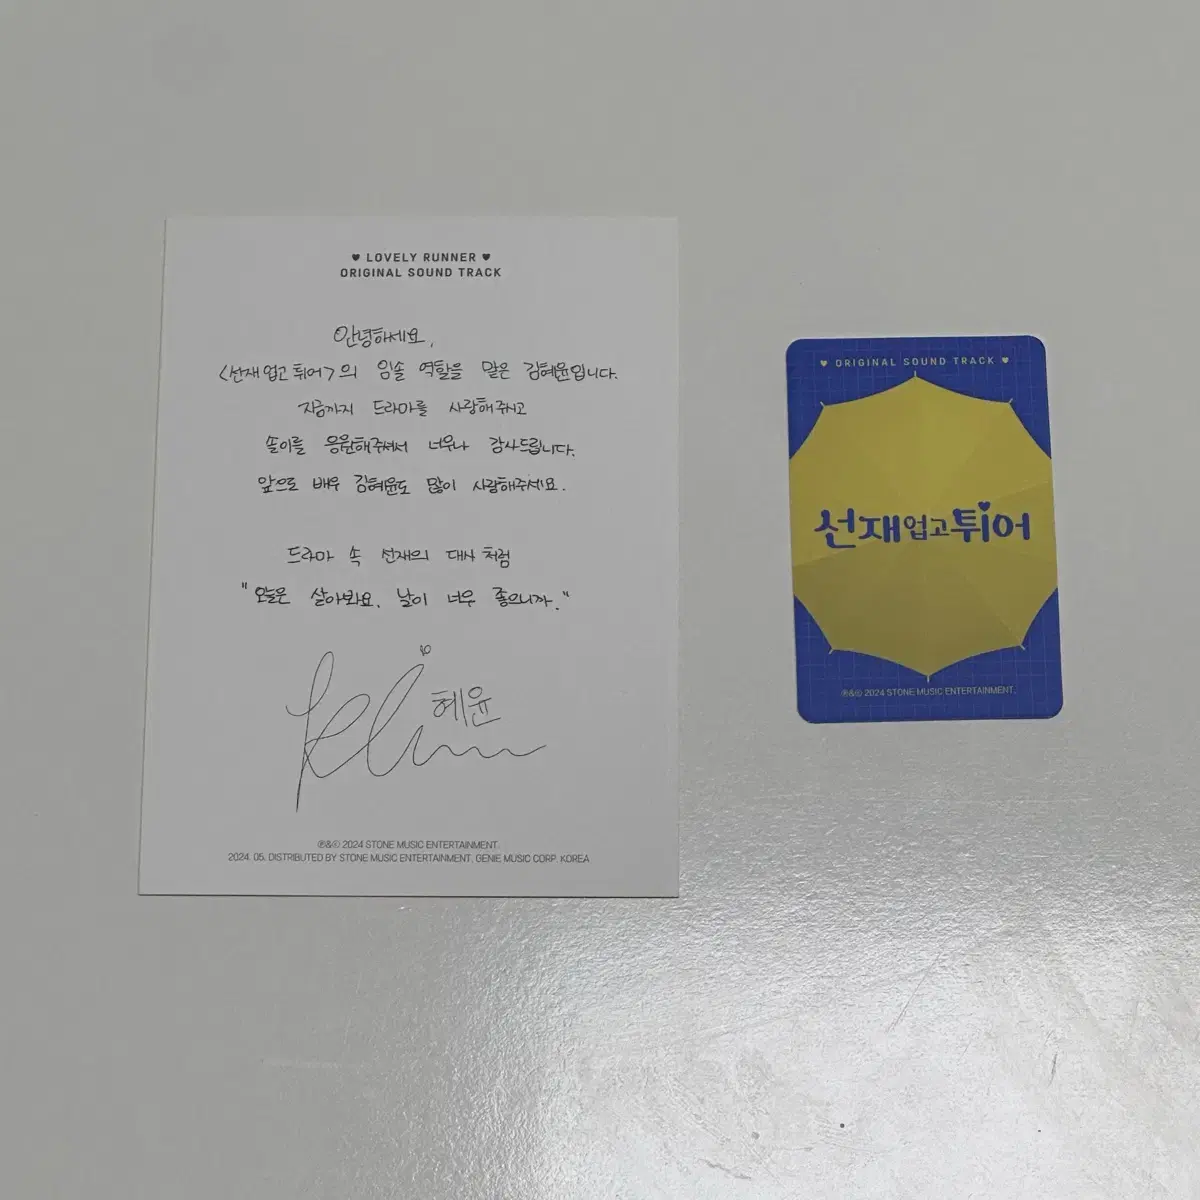 ♥ LOVELY RUNNER ♥
ORIGINAL SOUND TRACK
안녕하세요,
<선재 업고 튀어>의 임솔 역할을 맡은 김혜윤입니다.
지금까지 드라마를 사랑해주시고
솔이를 응원해주셔서 너무나 감사드립니다.
앞으로 배우 김혜윤도 많이 사랑해주세요.
드라마 속 선재의 대사처럼
"오늘은 살아봐요. 날이 너무 좋으니까."
혜윤
℗&© 2024 STONE MUSIC ENTERTAINMENT.
2024. 05. DISTRIBUTED BY STONE MUSIC ENTERTAINMENT, GENIE MUSIC CORP. KOREA
♥ ORIGINAL SOUND TRACK ♥
선재 업고 튀어
℗&© 2024 STONE MUSIC ENTERTAINMENT.